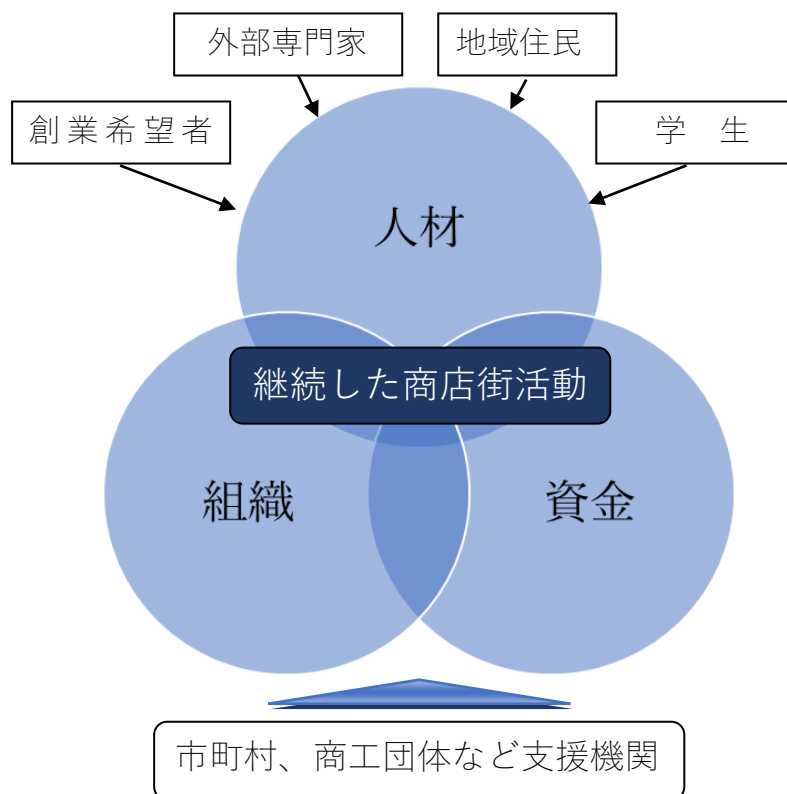 外部専門家
地域住民
創業希望者
学　生
人材
継続した商店街活動
組織
資金
市町村、商工団体など支援機関